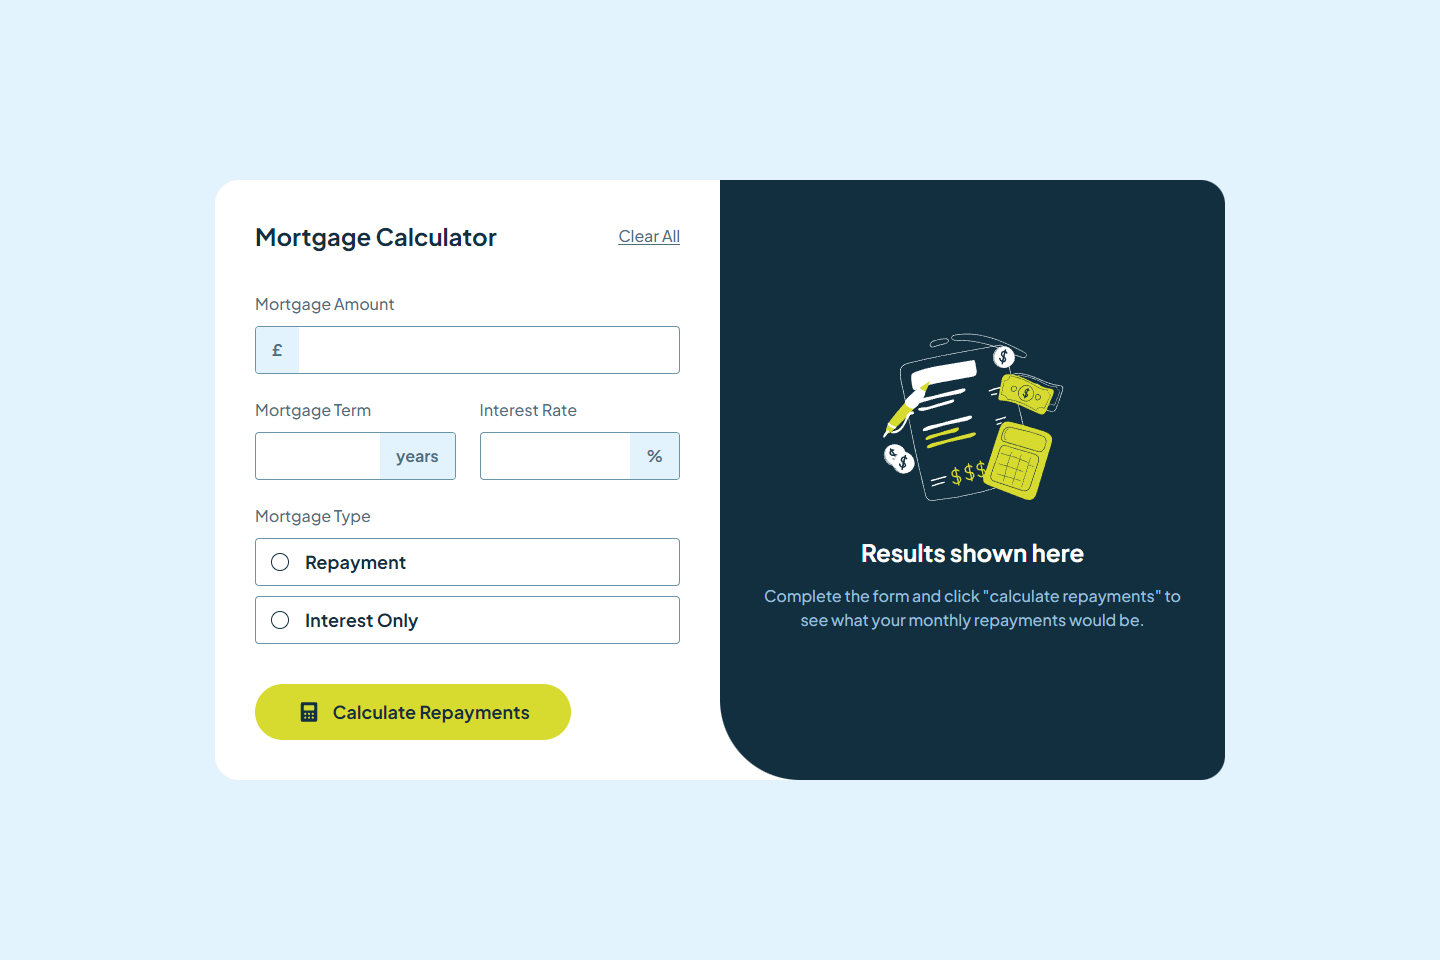 Mortgage Calculator
Clear All
Mortgage Amount
£
Mortgage Term
Interest Rate
years
%
Mortgage Type
Repayment
Interest Only
Calculate Repayments
$
$
$
$
$$$
Results shown here
Complete the form and click "calculate repayments" to
see what your monthly repayments would be.